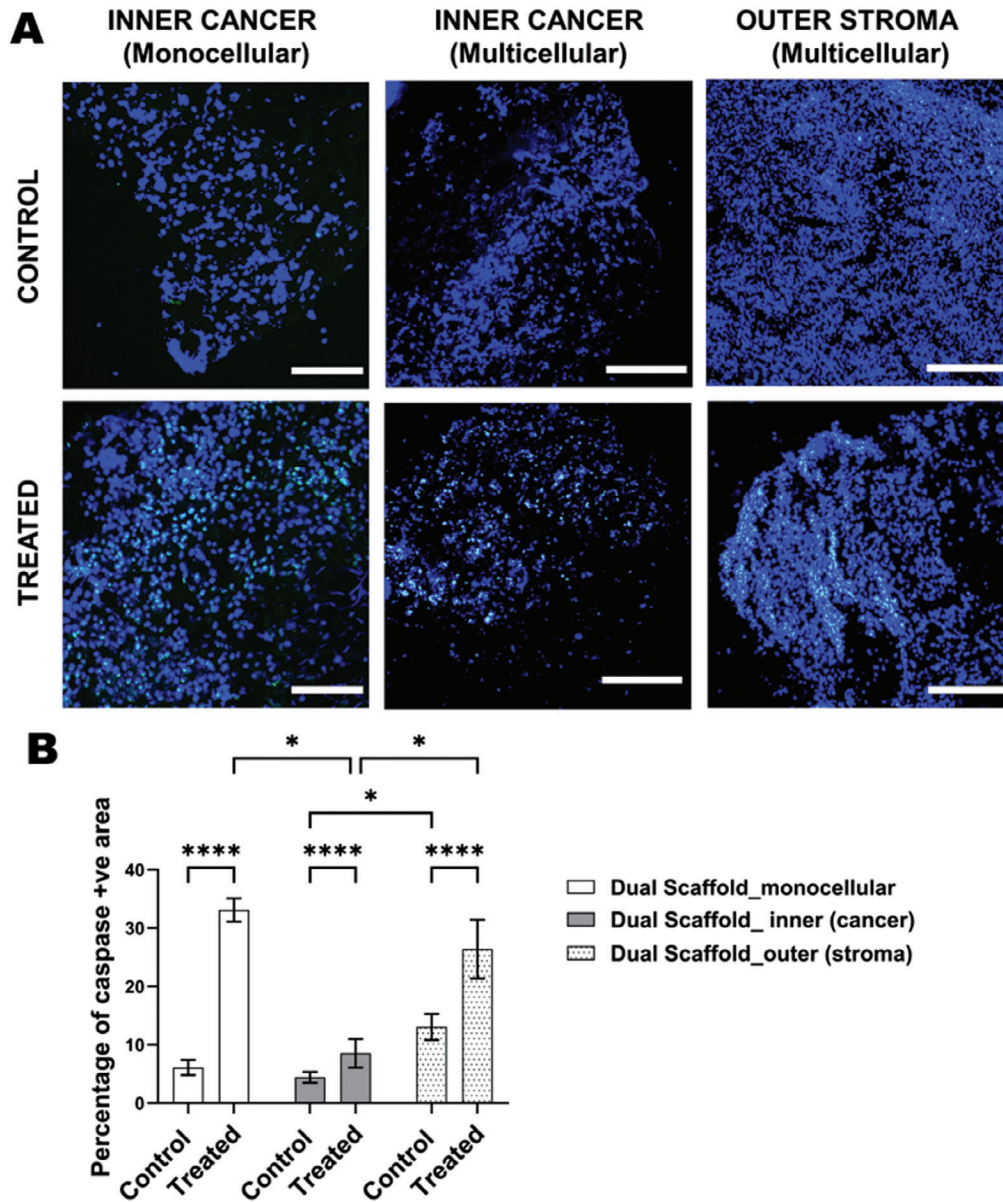 A
INNER CANCER
(Monocellular)
INNER CANCER
(Multicellular)
OUTER STROMA
(Multicellular)
CONTROL
TREATED
B
*
*
*
****
****
****
Percentage of caspase +ve area
40
30
20
10
0
Control
Treated
Control
Treated
Control
Treated
Dual Scaffold_monocellular
Dual Scaffold_ inner (cancer)
Dual Scaffold_outer (stroma)